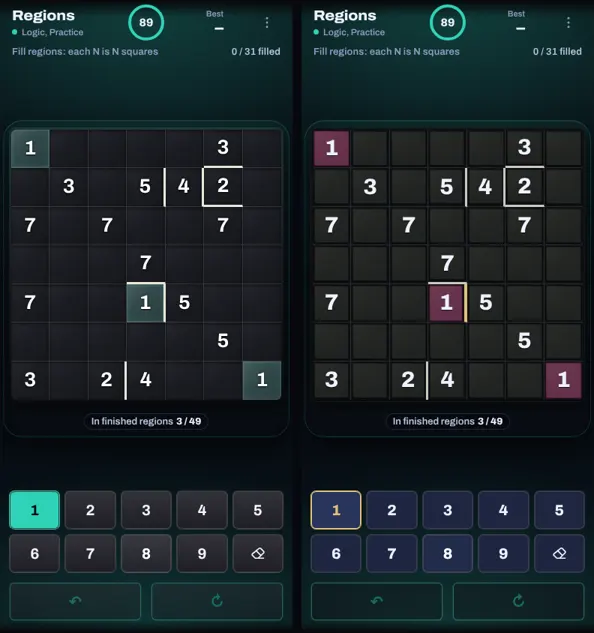 Regions
89
Best
–
Logic, Practice
Fill regions: each N is N squares
0 / 31 filled
1 3
3 5 4 2
7 7 7
7
7 1 5
5
3 2 4 1
In finished regions 3 / 49
1 2 3 4 5
6 7 8 9
Regions
89
Best
–
Logic, Practice
Fill regions: each N is N squares
0 / 31 filled
1 3
3 5 4 2
7 7 7
7
7 1 5
5
3 2 4 1
In finished regions 3 / 49
1 2 3 4 5
6 7 8 9